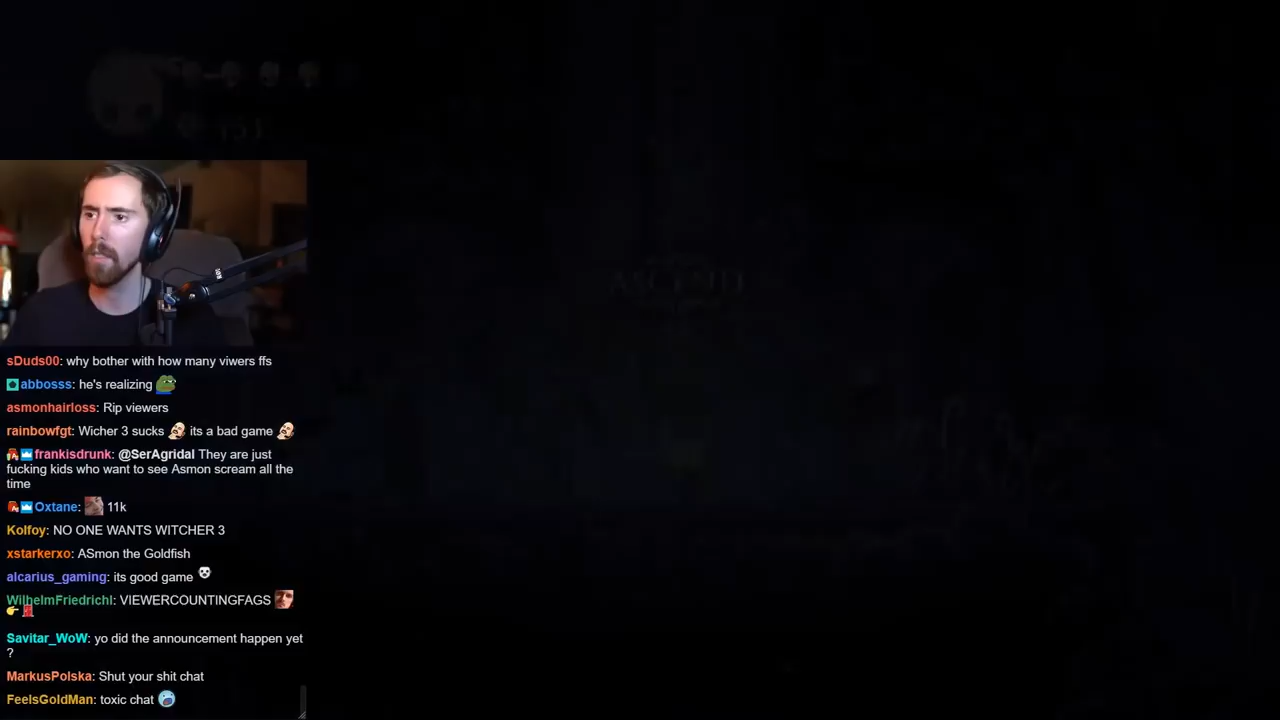 151
ASCEND
sDuds00: why bother with how many viwers ffs
abbosss: he's realizing
asmonhairloss: Rip viewers
rainbowfgt: Wicher 3 sucks its a bad game
frankisdrunk: @SerAgridal They are just
fucking kids who want to see Asmon scream all the
time
Oxtane: 11k
Kolfoy: NO ONE WANTS WITCHER 3
xstarkerxo: ASmon the Goldfish
alcarius_gaming: its good game
WilhelmFriedrichl: VIEWERCOUNTINGFAGS
Savitar_WoW: yo did the announcement happen yet
?
MarkusPolska: Shut your shit chat
FeelsGoldMan: toxic chat